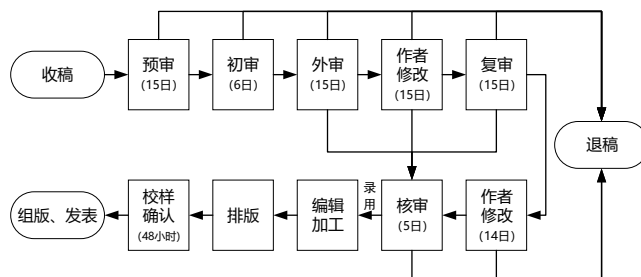 收稿
预审
(15日)
初审
(6日)
外审
(15日)
作者
修改
(15日)
复审
(15日)
退稿
组版、发表
校样
确认
(48小时)
排版
编辑
加工
录用
核审
(5日)
作者
修改
(14日)